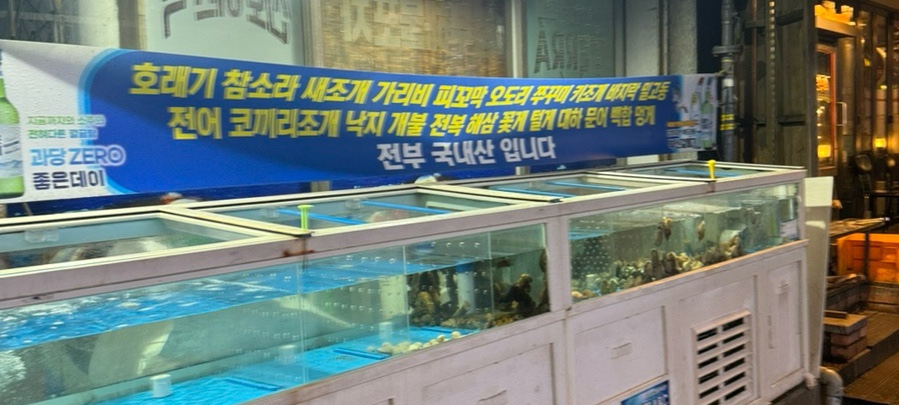 호래기 참소라 새조개 가리비 피꼬막 오도리 쭈꾸미 키조개 바지락 털고동
전어 코끼리조개 낙지 개불 전복 해삼 꽃게 털게 대하 문어 백합 멍게
전부 국내산 입니다
과당 ZERO
좋은데이